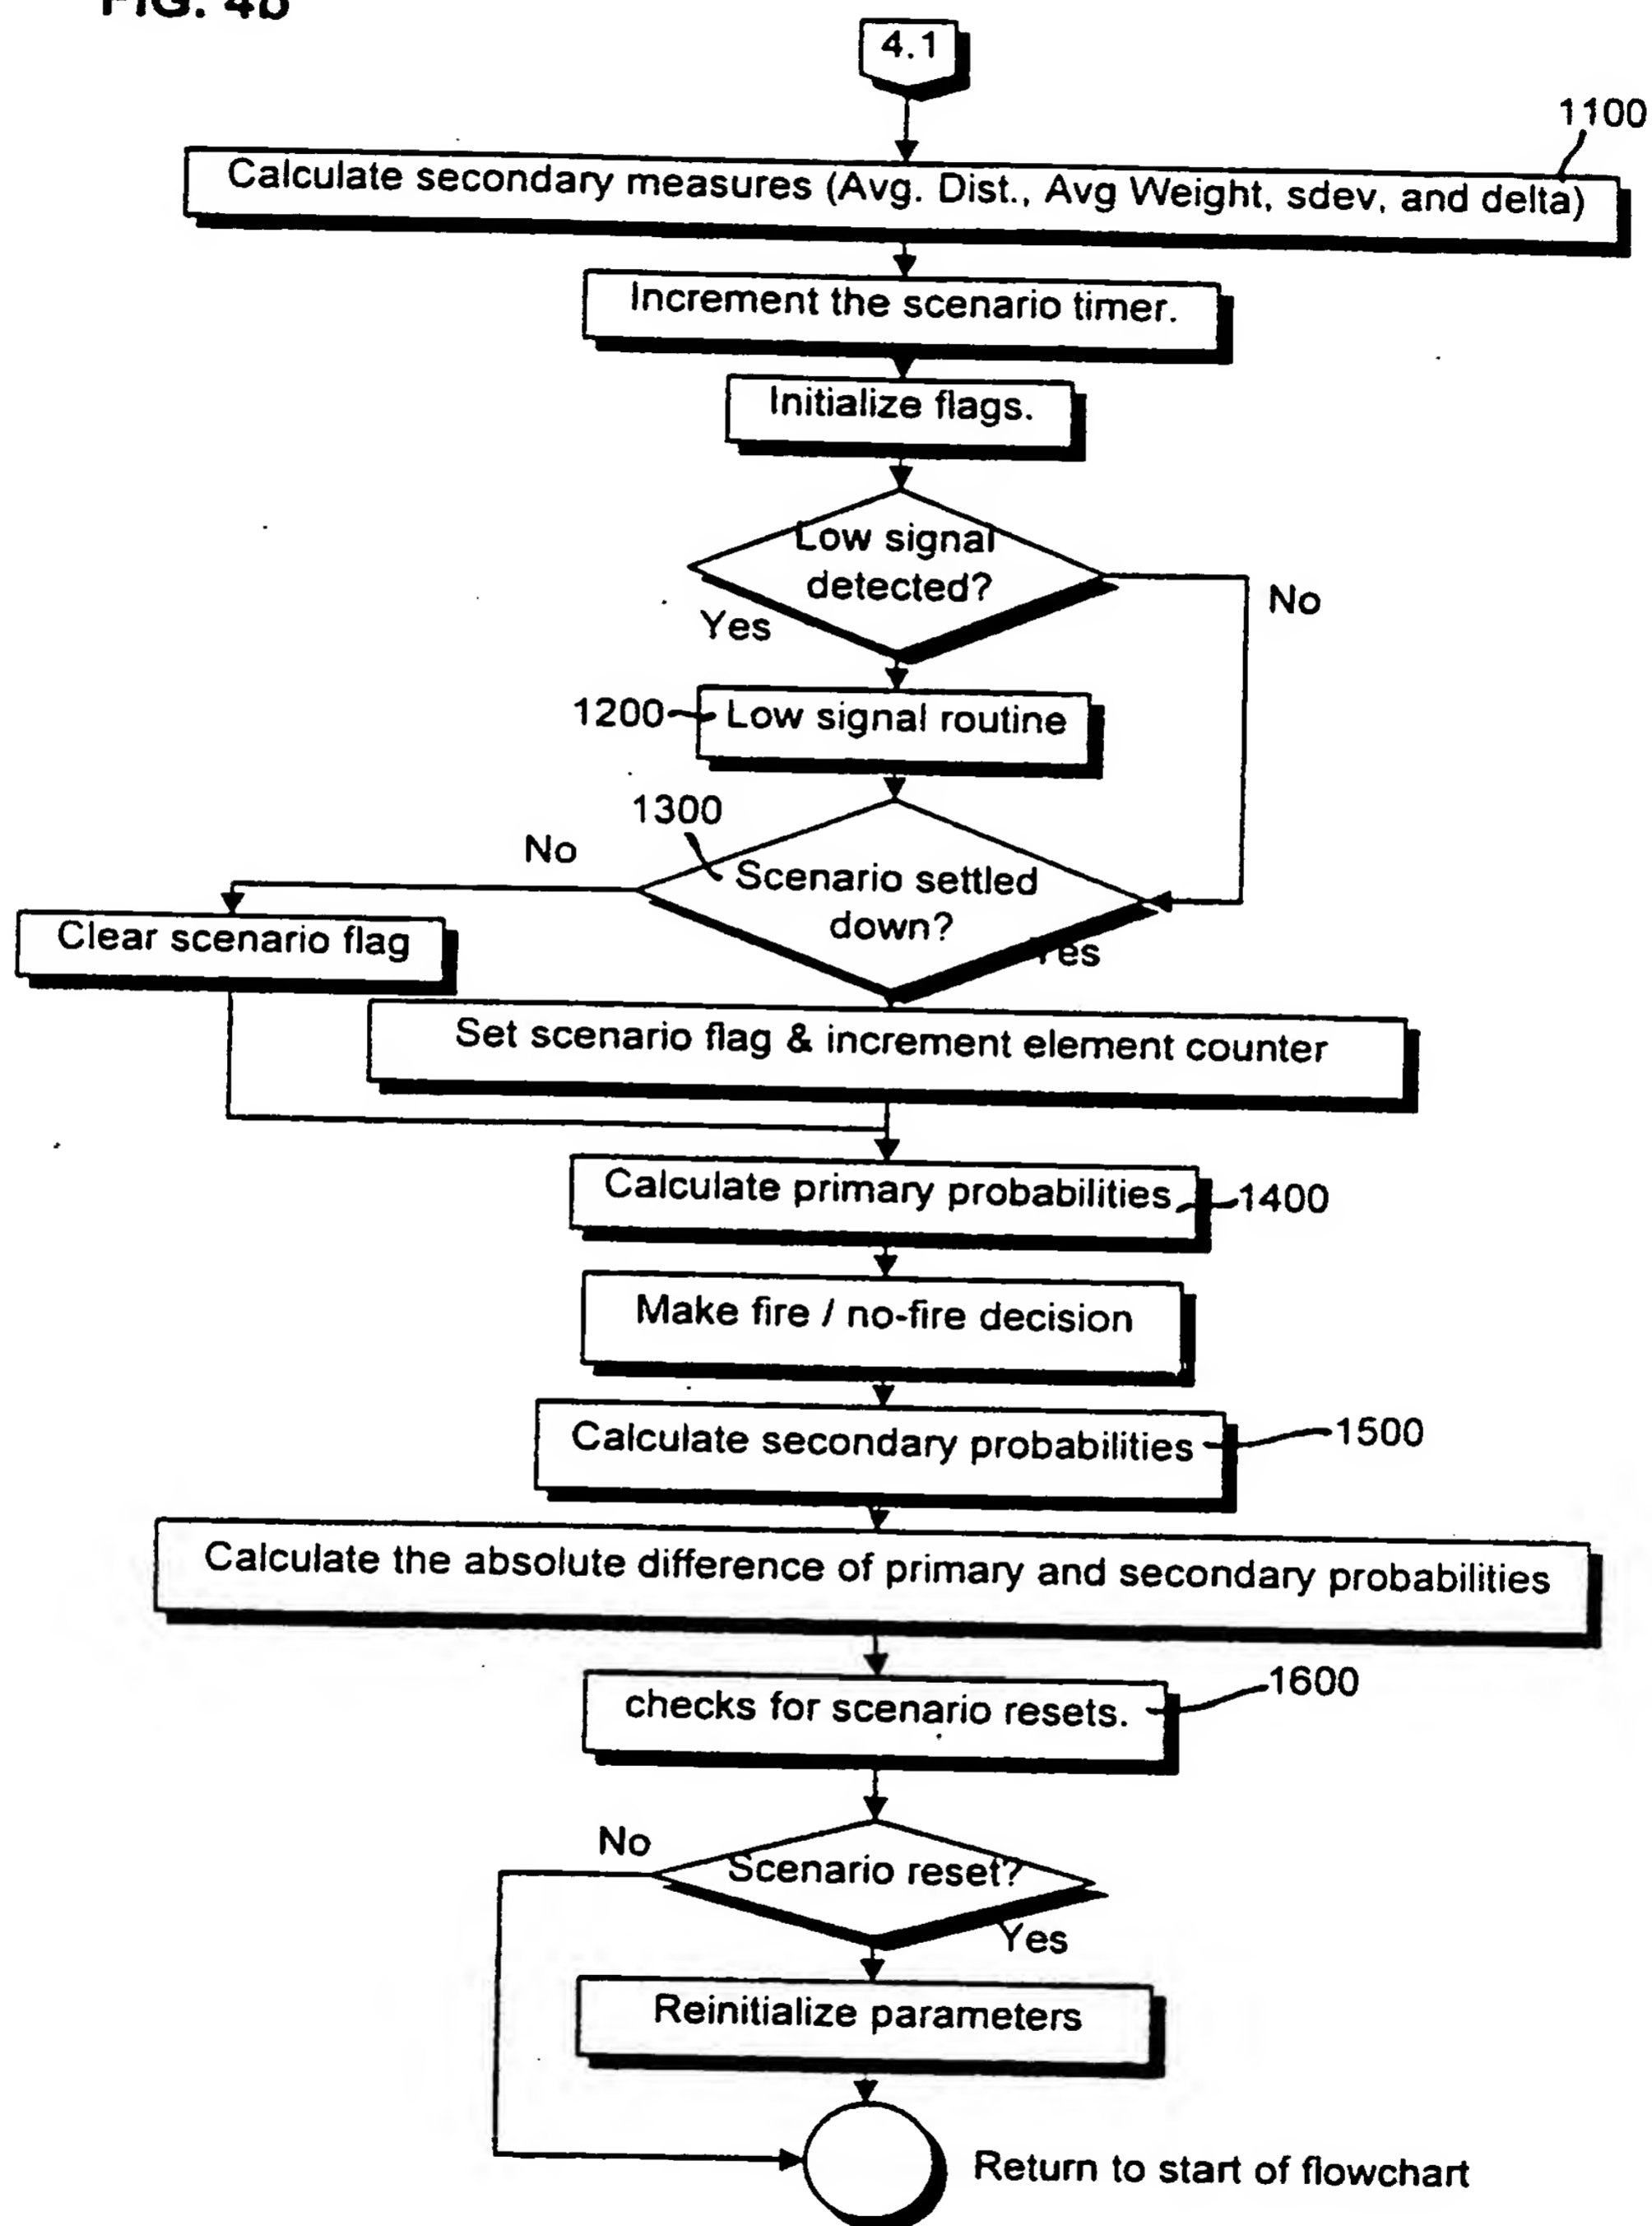 FIG. 4b
4.1
1100
Calculate secondary measures (Avg. Dist., Avg Weight, sdev, and delta)
Increment the scenario timer.
Initialize flags.
Low signal
detected?
No
Yes
1200
Low signal routine
1300
No
Scenario settled
down?
Yes
Clear scenario flag
Set scenario flag & increment element counter
Calculate primary probabilities
1400
Make fire / no-fire decision
Calculate secondary probabilities
1500
Calculate the absolute difference of primary and secondary probabilities
1600
checks for scenario resets.
No
Scenario reset?
Yes
Reinitialize parameters
Return to start of flowchart